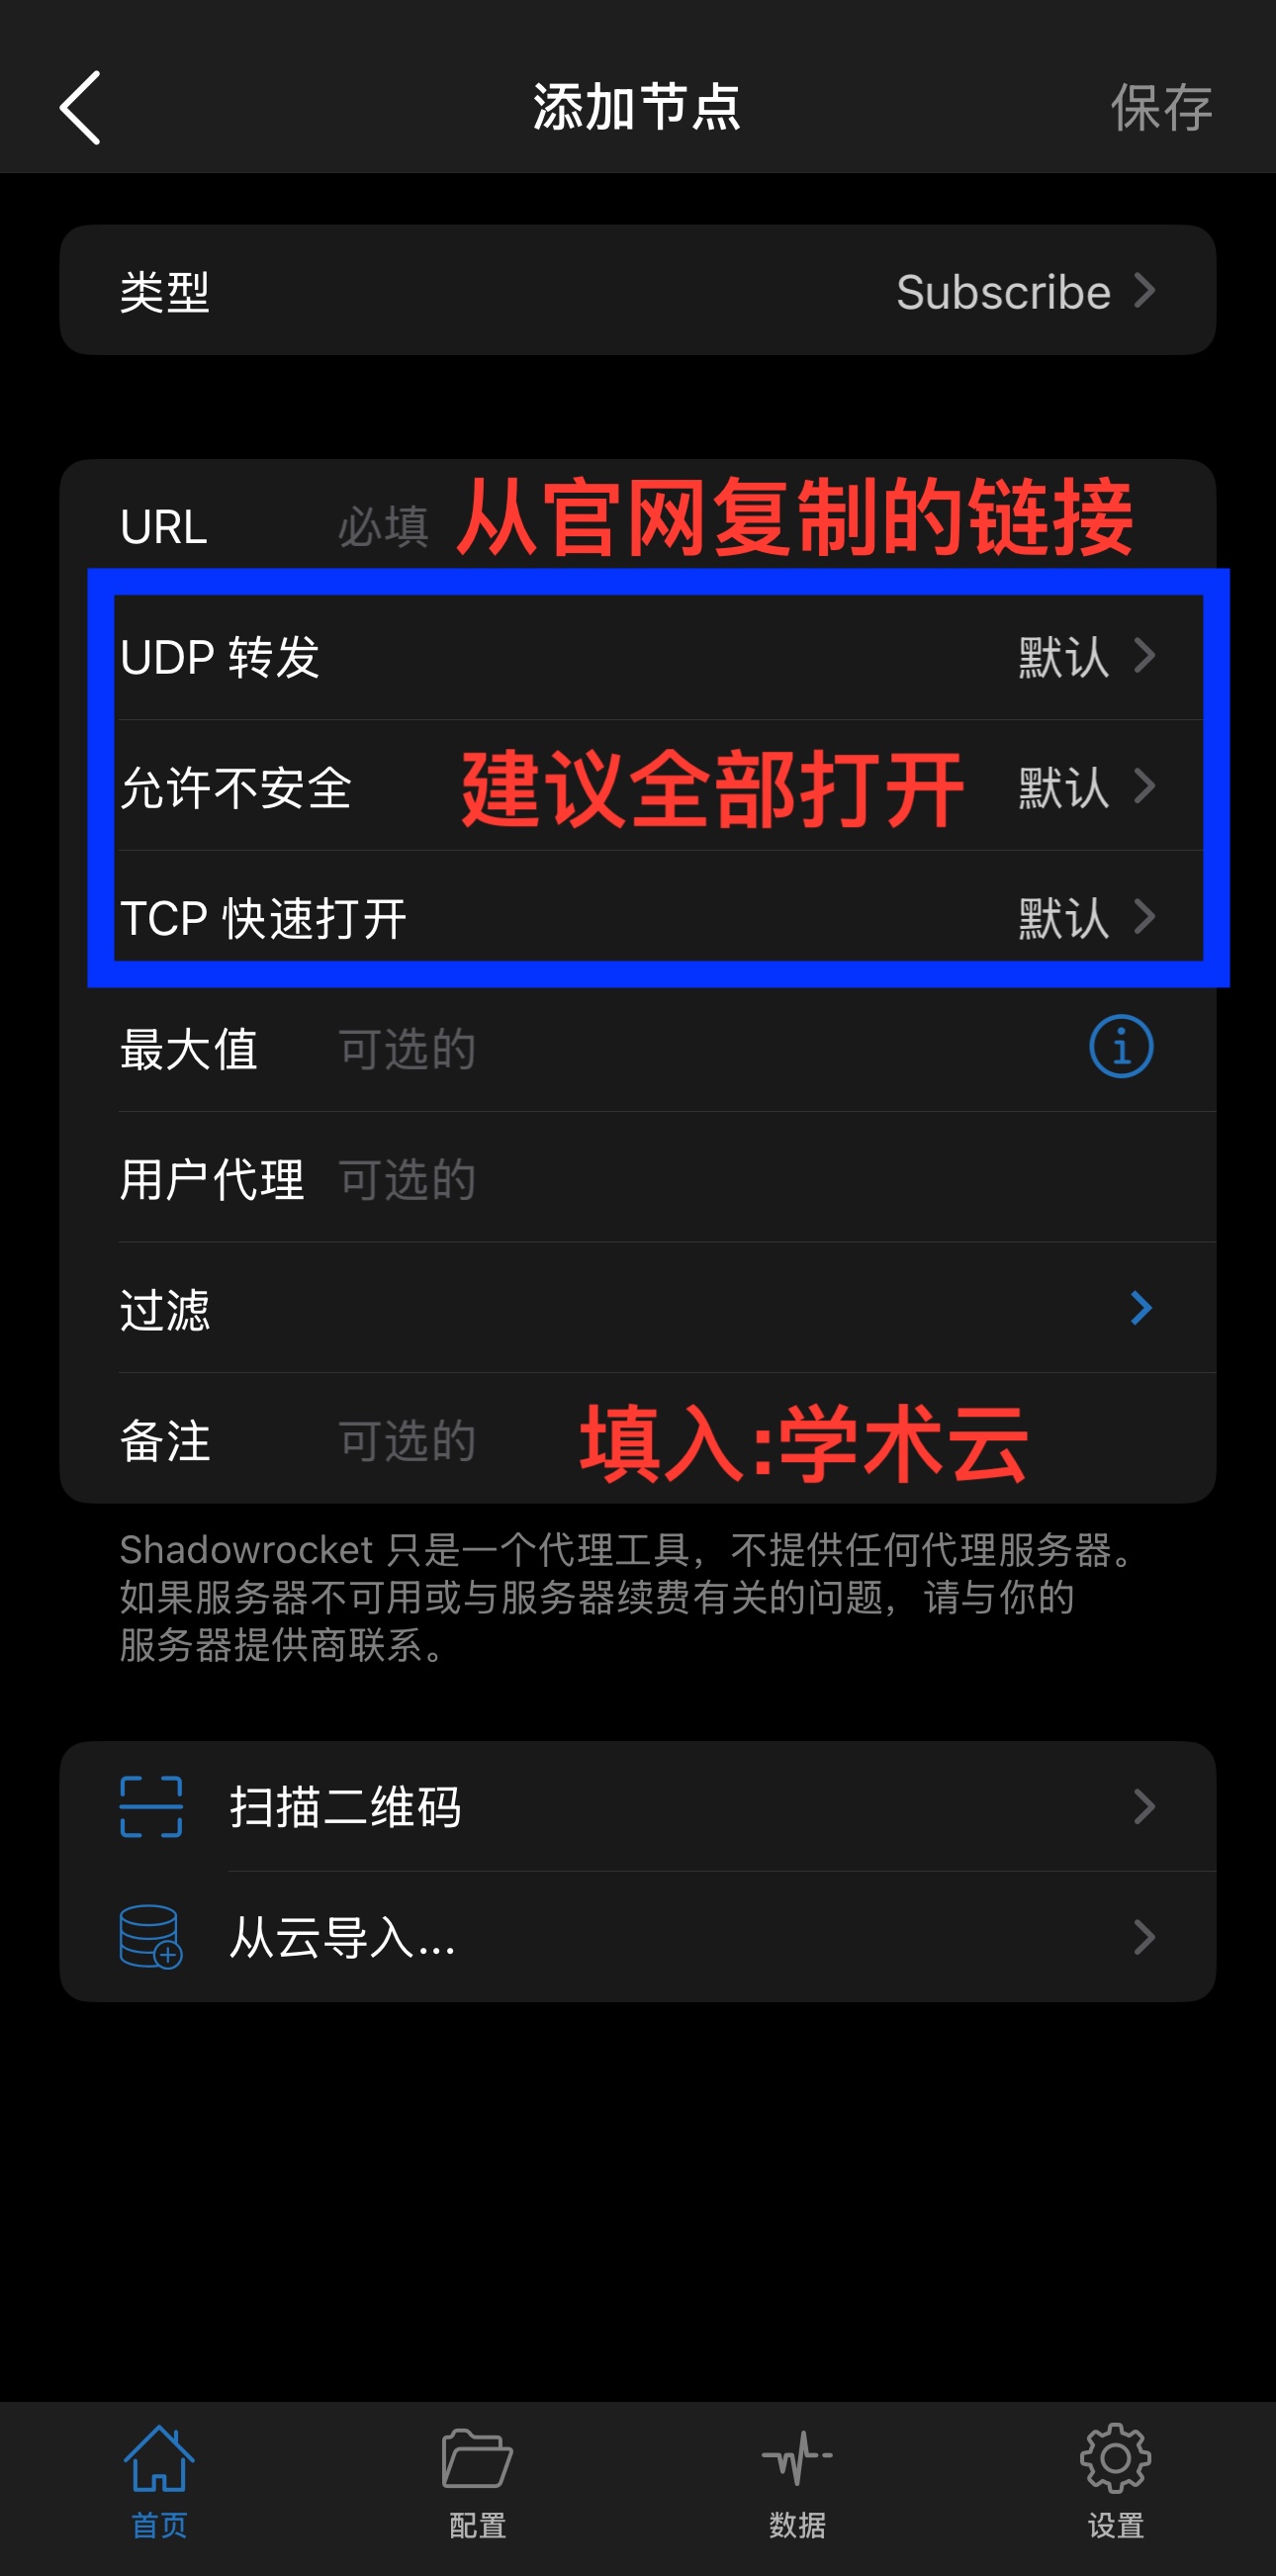 添加节点
保存
类型 Subscribe
URL 必填 从官网复制的链接
UDP 转发 默认
允许不安全 建议全部打开 默认
TCP 快速打开 默认
最大值 可选的
用户代理 可选的
过滤
备注 可选的 填入:学术云
Shadowrocket 只是一个代理工具，不提供任何代理服务器。
如果服务器不可用或与服务器续费有关的问题，请与你的
服务器提供商联系。
扫描二维码
从云导入...
首页 配置 数据 设置